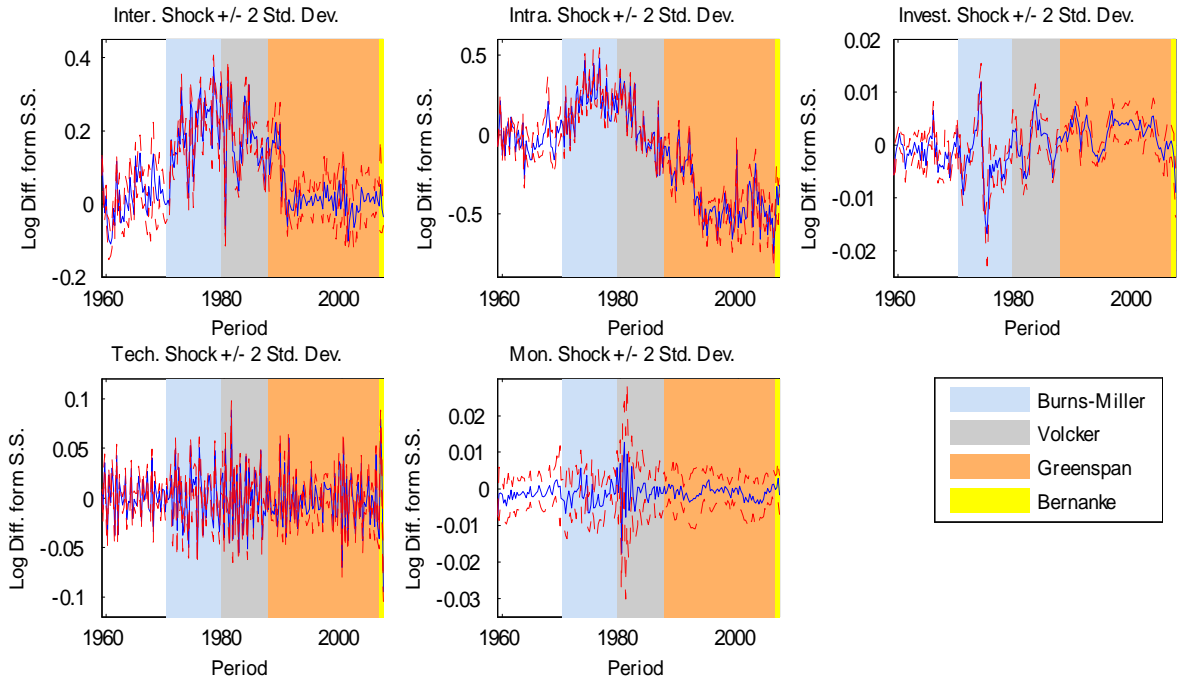 Inter. Shock +/- 2 Std. Dev.
Log Diff. form S.S.
0.4
0.2
0
-0.2
1960 1980 2000
Period
Intra. Shock +/- 2 Std. Dev.
Log Diff. form S.S.
0.5
0
-0.5
1960 1980 2000
Period
Invest. Shock +/- 2 Std. Dev.
Log Diff. form S.S.
0.02
0.01
0
-0.01
-0.02
1960 1980 2000
Period
Tech. Shock +/- 2 Std. Dev.
Log Diff. form S.S.
0.1
0.05
0
-0.05
-0.1
1960 1980 2000
Period
Mon. Shock +/- 2 Std. Dev.
Log Diff. form S.S.
0.02
0.01
0
-0.01
-0.02
-0.03
1960 1980 2000
Period
Burns-Miller
Volcker
Greenspan
Bernanke